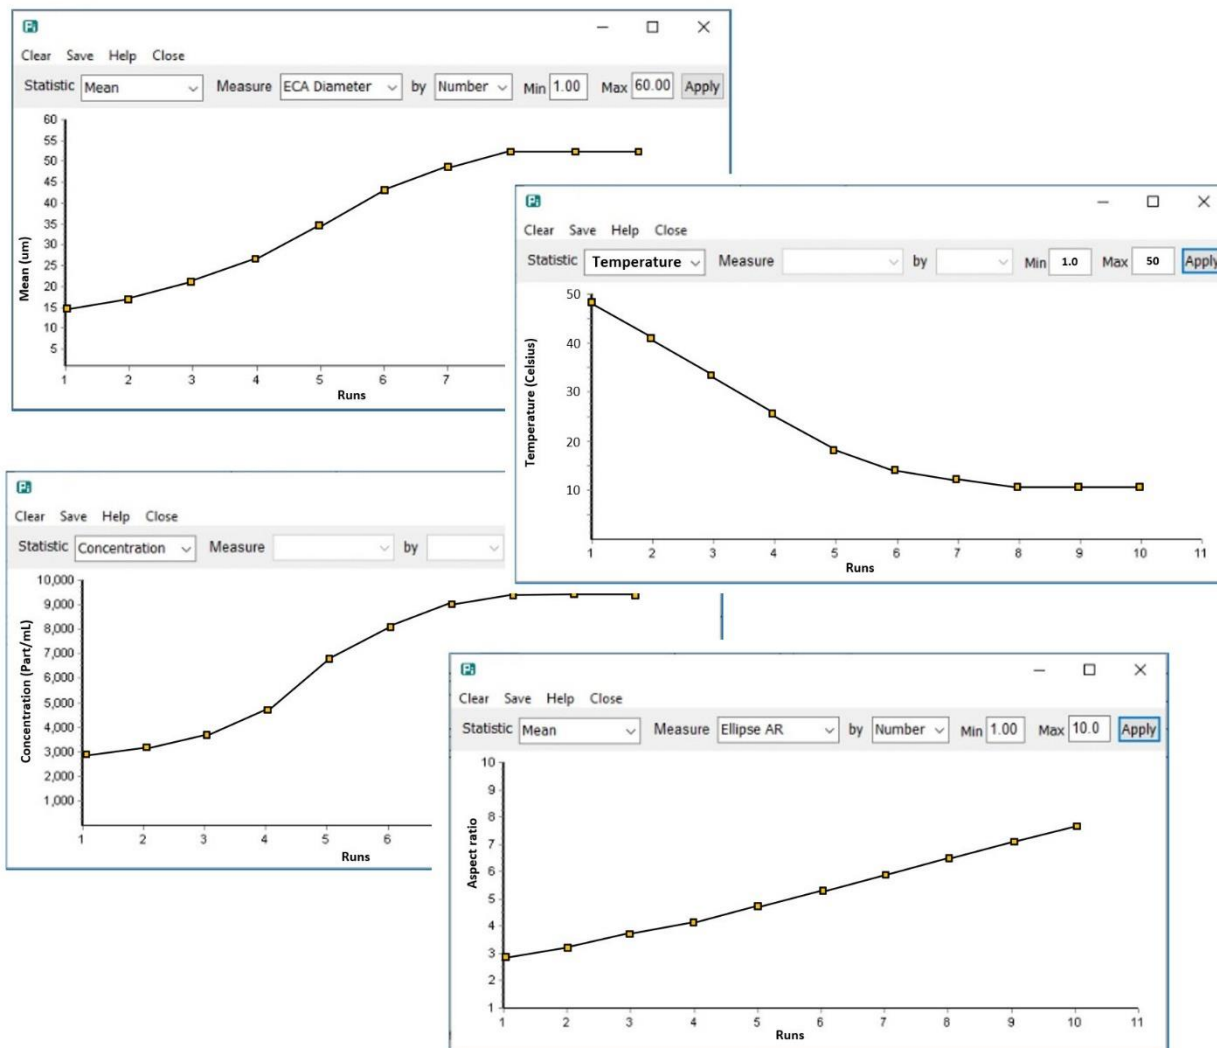 Clear Save Help Close
Statistic Mean Measure ECA Diameter by Number Min 1.00 Max 60.00 Apply
60
55
50
45
40
35
30
25
20
15
10
5
Mean (um)
1 2 3 4 5 6 7
Runs
Clear Save Help Close
Statistic Temperature Measure by Min 1.0 Max 50 Apply
50
40
30
20
10
Temperature (Celsius)
1 2 3 4 5 6 7 8 9 10 11
Runs
Clear Save Help Close
Statistic Concentration Measure by
10,000
9,000
8,000
7,000
6,000
5,000
4,000
3,000
2,000
1,000
Concentration (Part/mL)
1 2 3 4 5 6
Runs
Clear Save Help Close
Statistic Mean Measure Ellipse AR by Number Min 1.00 Max 10.0 Apply
10
9
8
7
6
5
4
3
2
1
Aspect ratio
1 2 3 4 5 6 7 8 9 10 11
Runs